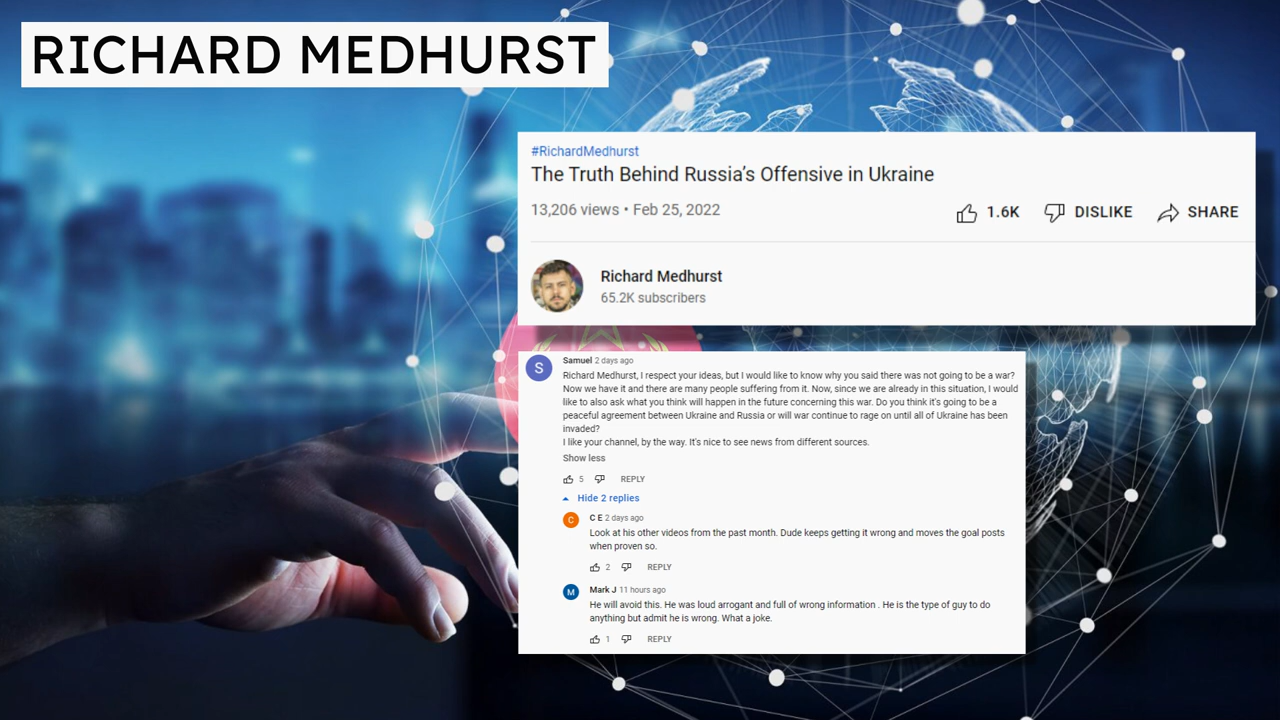 RICHARD MEDHURST
#RichardMedhurst
The Truth Behind Russia's Offensive in Ukraine
13,206 views • Feb 25, 2022
1.6K DISLIKE SHARE
Richard Medhurst
65.2K subscribers
S
Samuel 2 days ago
Richard Medhurst, I respect your ideas, but I would like to know why you said there was not going to be a war?
Now we have it and there are many people suffering from it. Now, since we are already in this situation, I would
like to also ask what you think will happen in the future concerning this war. Do you think it's going to be a
peaceful agreement between Ukraine and Russia or will war continue to rage on until all of Ukraine has been
invaded?
I like your channel, by the way. It's nice to see news from different sources.
Show less
5 REPLY
Hide 2 replies
C
C E 2 days ago
Look at his other videos from the past month. Dude keeps getting it wrong and moves the goal posts
when proven so.
2 REPLY
M
Mark J 11 hours ago
He will avoid this. He was loud arrogant and full of wrong information . He is the type of guy to do
anything but admit he is wrong. What a joke.
1 REPLY